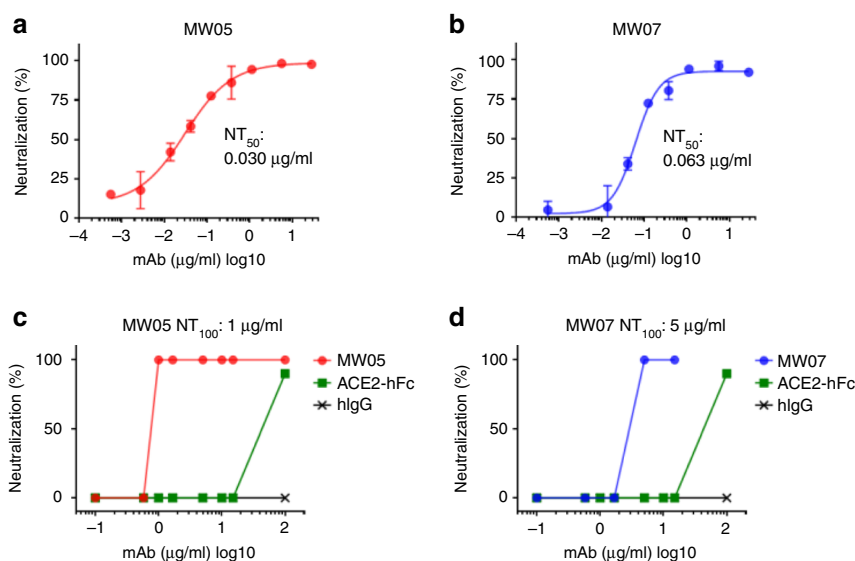 a
MW05
100
75
50
25
0
Neutralization (%)
NT50:
0.030 µg/ml
−4 −3 −2 −1 0 1
mAb (µg/ml) log10
b
MW07
100
75
50
25
0
Neutralization (%)
NT50:
0.063 µg/ml
−4 −3 −2 −1 0 1
mAb (µg/ml) log10
c
MW05 NT100: 1 µg/ml
100
50
0
Neutralization (%)
MW05
ACE2-hFc
hIgG
−1 0 1 2
mAb (µg/ml) log10
d
MW07 NT100: 5 µg/ml
100
50
0
Neutralization (%)
MW07
ACE2-hFc
hIgG
−1 0 1 2
mAb (µg/ml) log10